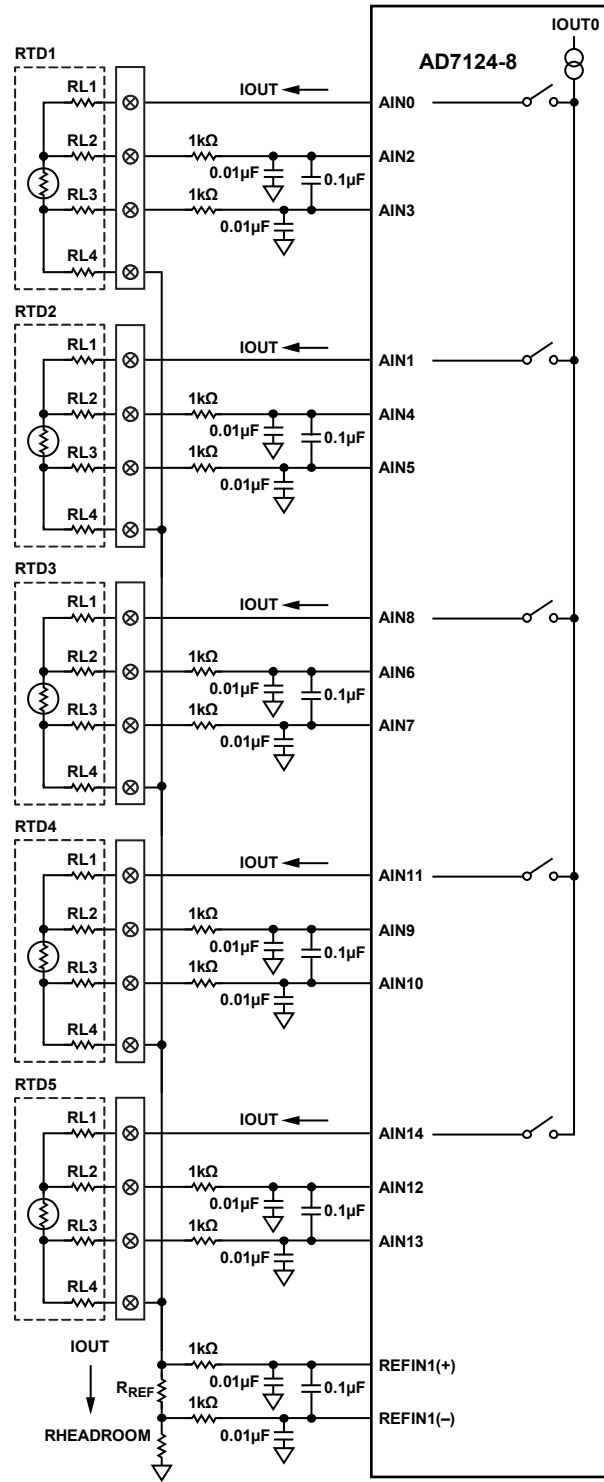 IOUT0
AD7124-8
RTD1
RL1
IOUT
AIN0
RL2
1kΩ
0.01µF
AIN2
0.1µF
RL3
1kΩ
0.01µF
AIN3
RL4
RTD2
RL1
IOUT
AIN1
RL2
1kΩ
0.01µF
AIN4
0.1µF
RL3
1kΩ
0.01µF
AIN5
RL4
RTD3
RL1
IOUT
AIN8
RL2
1kΩ
0.01µF
AIN6
0.1µF
RL3
1kΩ
0.01µF
AIN7
RL4
RTD4
RL1
IOUT
AIN11
RL2
1kΩ
0.01µF
AIN9
0.1µF
RL3
1kΩ
0.01µF
AIN10
RL4
RTD5
RL1
IOUT
AIN14
RL2
1kΩ
0.01µF
AIN12
0.1µF
RL3
1kΩ
0.01µF
AIN13
RL4
IOUT
1kΩ
0.01µF
REFIN1(+)
0.1µF
RREF
1kΩ
0.01µF
REFIN1(–)
RHEADROOM